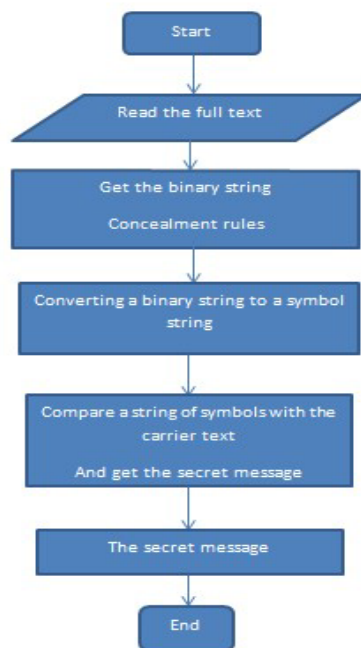 Start
Read the full text
Get the binary string
Concealment rules
Converting a binary string to a symbol
string
Compare a string of symbols with the
carrier text
And get the secret message
The secret message
End